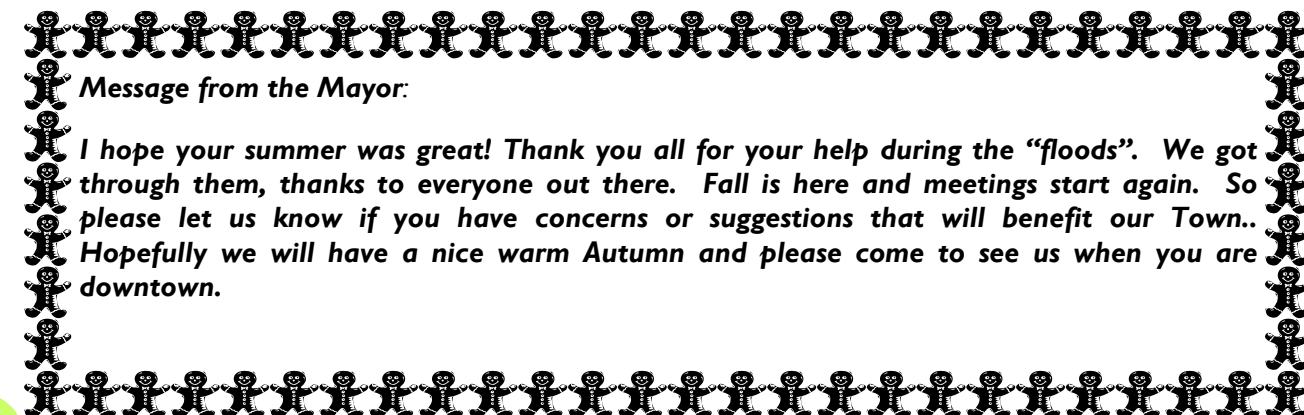 Message from the Mayor:
I hope your summer was great! Thank you all for your help during the “floods”. We got
through them, thanks to everyone out there. Fall is here and meetings start again. So
please let us know if you have concerns or suggestions that will benefit our Town..
Hopefully we will have a nice warm Autumn and please come to see us when you are
downtown.